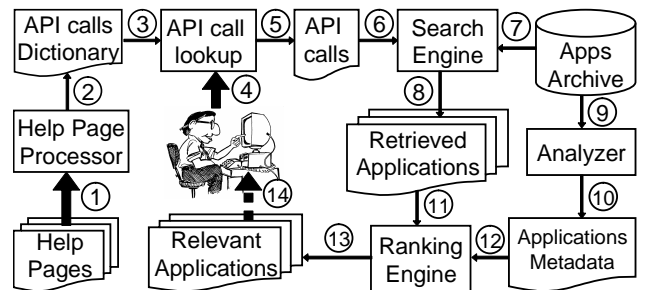 API calls
Dictionary
3
API call
lookup
5
API
calls
6
Search
Engine
7
Apps
Archive
2
4
8
9
Help Page
Processor
Retrieved
Applications
Analyzer
1
14
11
10
Help
Pages
Relevant
Applications
13
Ranking
Engine
12
Applications
Metadata